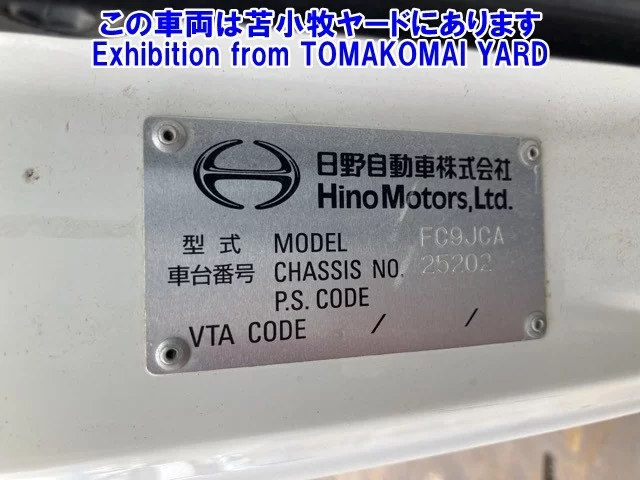 この車両は苫小牧ヤードにあります
Exhibition from TOMAKOMAI YARD
日野自動車株式会社
Hino Motors, Ltd.
型式 MODEL FC9JCA
車台番号 CHASSIS NO. 25202
P.S. CODE
VTA CODE / /